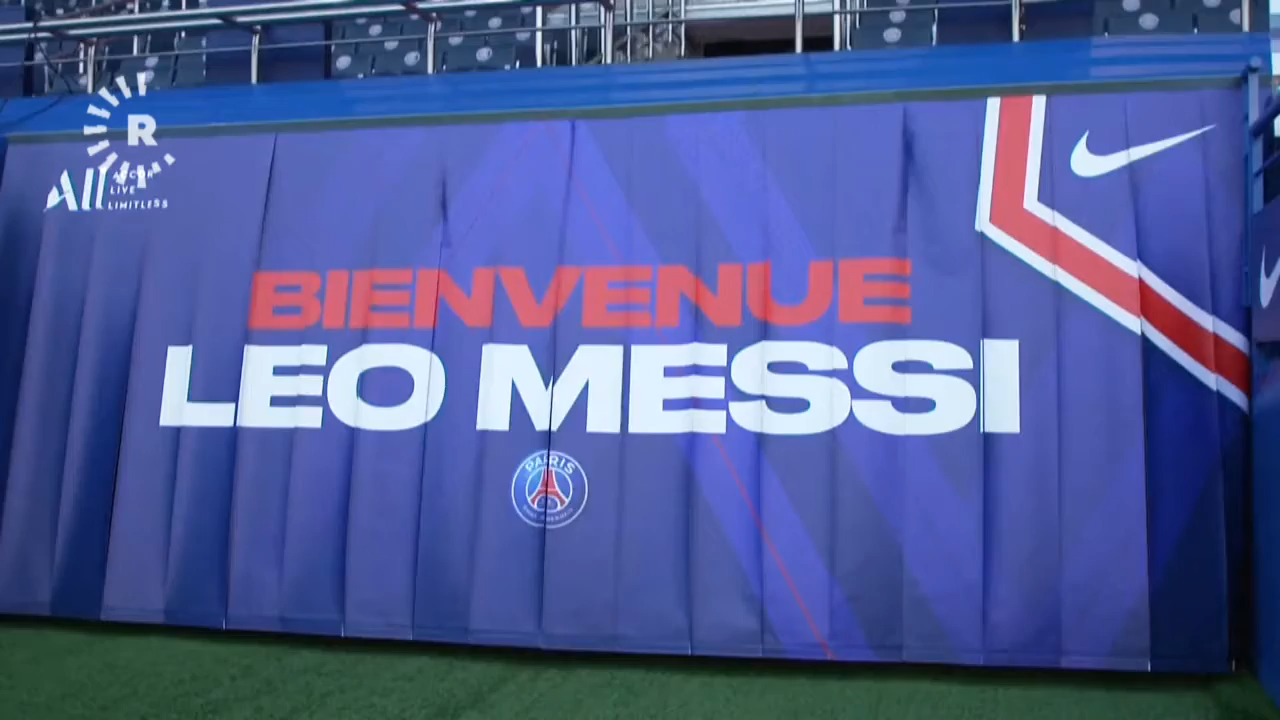 R
ALL
LIVE
LIMITLESS
BIENVENUE
LEO MESSI
PARIS